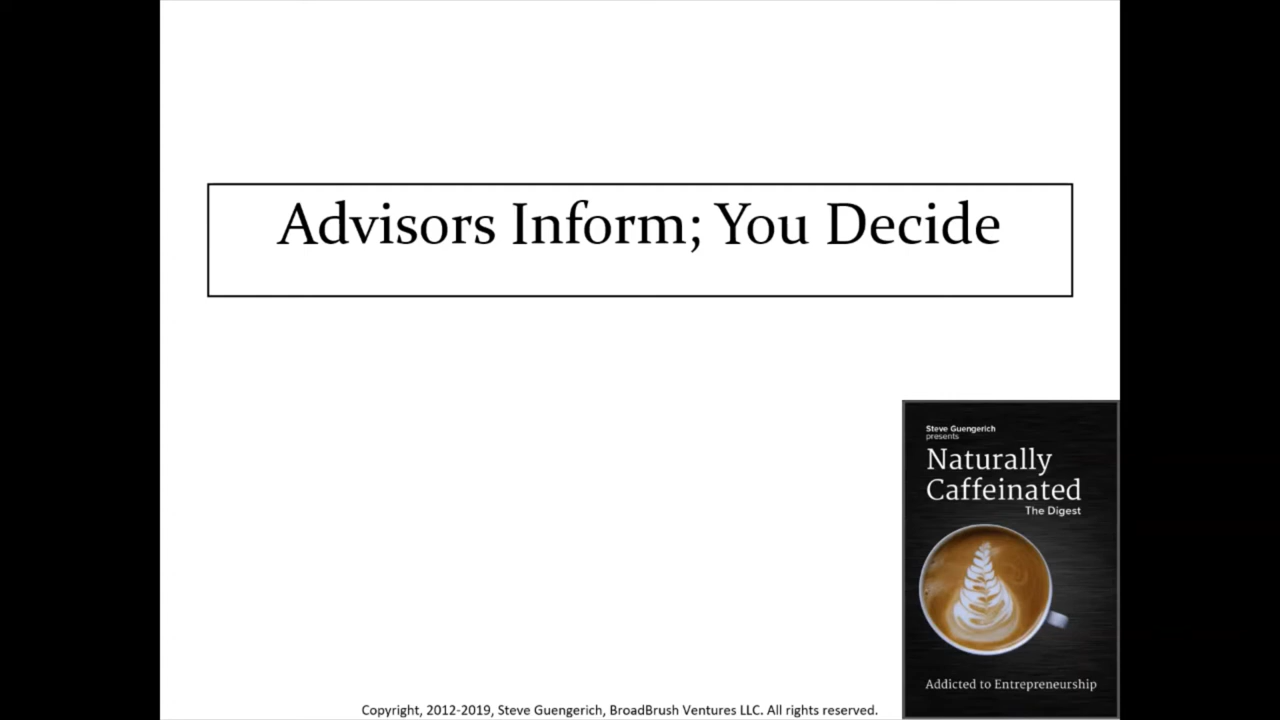 Advisors Inform; You Decide
Steve Guengerich
presents
Naturally
Caffeinated
The Digest
Addicted to Entrepreneurship
Copyright, 2012-2019, Steve Guengerich, BroadBrush Ventures LLC. All rights reserved.